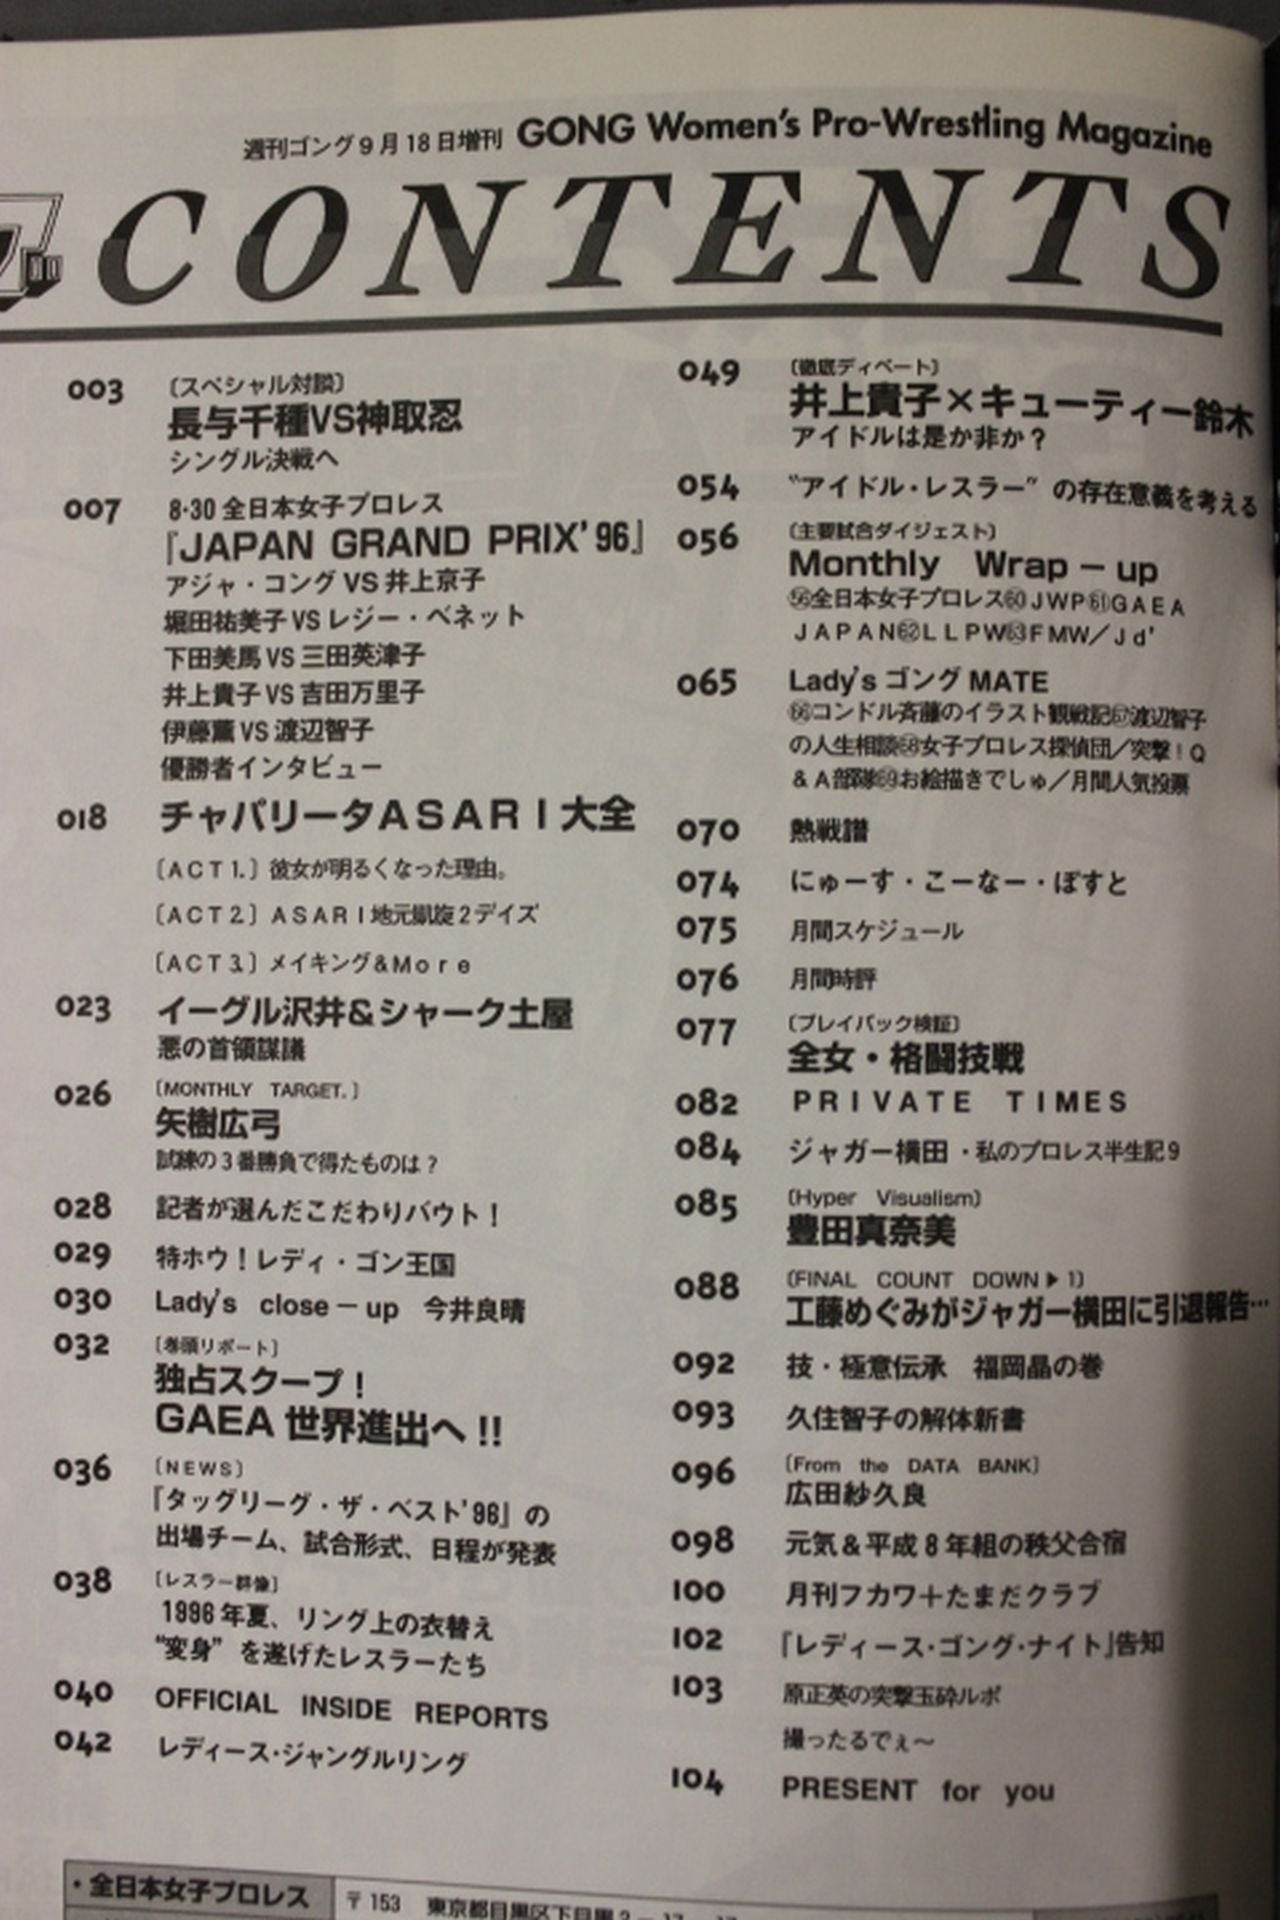 週刊ゴング9月18日増刊 GONG Women's Pro-Wrestling Magazine
CONTENTS
003 〔スペシャル対談〕
長与千種VS神取忍
シングル決戦へ
007 8・30 全日本女子プロレス
『JAPAN GRAND PRIX'96』
アジャ・コング VS 井上京子
堀田祐美子 VS レジー・ベネット
下田美馬 VS 三田英津子
井上貴子 VS 吉田万里子
伊藤薫 VS 渡辺智子
優勝者インタビュー
018 チャパリータASARI大全
〔ACT1.〕彼女が明るくなった理由。
〔ACT2.〕ASARI地元凱旋2デイズ
〔ACT3.〕メイキング&More
023 イーグル沢井&シャーク土屋
悪の首領謀議
026 〔MONTHLY TARGET.〕
矢樹広弓
試練の3番勝負で得たものは?
028 記者が選んだこだわりバウト!
029 特ホウ!レディ・ゴン王国
030 Lady's close－up 今井良晴
032 〔巻頭リポート〕
独占スクープ!
GAEA 世界進出へ!!
036 〔NEWS〕
『タッグリーグ・ザ・ベスト'96』の
出場チーム、試合形式、日程が発表
038 〔レスラー群像〕
1996年夏、リング上の衣替え
“変身”を遂げたレスラーたち
040 OFFICIAL INSIDE REPORTS
042 レディース・ジャングルリング
049 〔徹底ディベート〕
井上貴子×キューティー鈴木
アイドルは是か非か?
054 “アイドル・レスラー”の存在意義を考える
056 〔主要試合ダイジェスト〕
Monthly Wrap－up
56全日本女子プロレス60JWP61GAEA
JAPAN62LLPW63FMW／Jd'
065 Lady's ゴング MATE
66コンドル斉藤のイラスト観戦記67渡辺智子
の人生相談68女子プロレス探偵団／突撃!Q
&A部隊69お絵描きでしゅ／月間人気投票
070 熱戦譜
074 にゅーす・こーなー・ぽすと
075 月間スケジュール
076 月間時評
077 〔プレイバック検証〕
全女・格闘技戦
082 PRIVATE TIMES
084 ジャガー横田・私のプロレス半生記9
085 〔Hyper Visualism〕
豊田真奈美
088 〔FINAL COUNT DOWN▶1〕
工藤めぐみがジャガー横田に引退報告…
092 技・極意伝承 福岡晶の巻
093 久住智子の解体新書
096 〔From the DATA BANK〕
広田紗久良
098 元気&平成8年組の秩父合宿
100 月刊フカワ＋たまだクラブ
102 『レディース・ゴング・ナイト』告知
103 原正英の突撃玉砕ルポ
撮ったるでぇ〜
104 PRESENT for you
・全日本女子プロレス 〒153 東京都目黒区下目黒